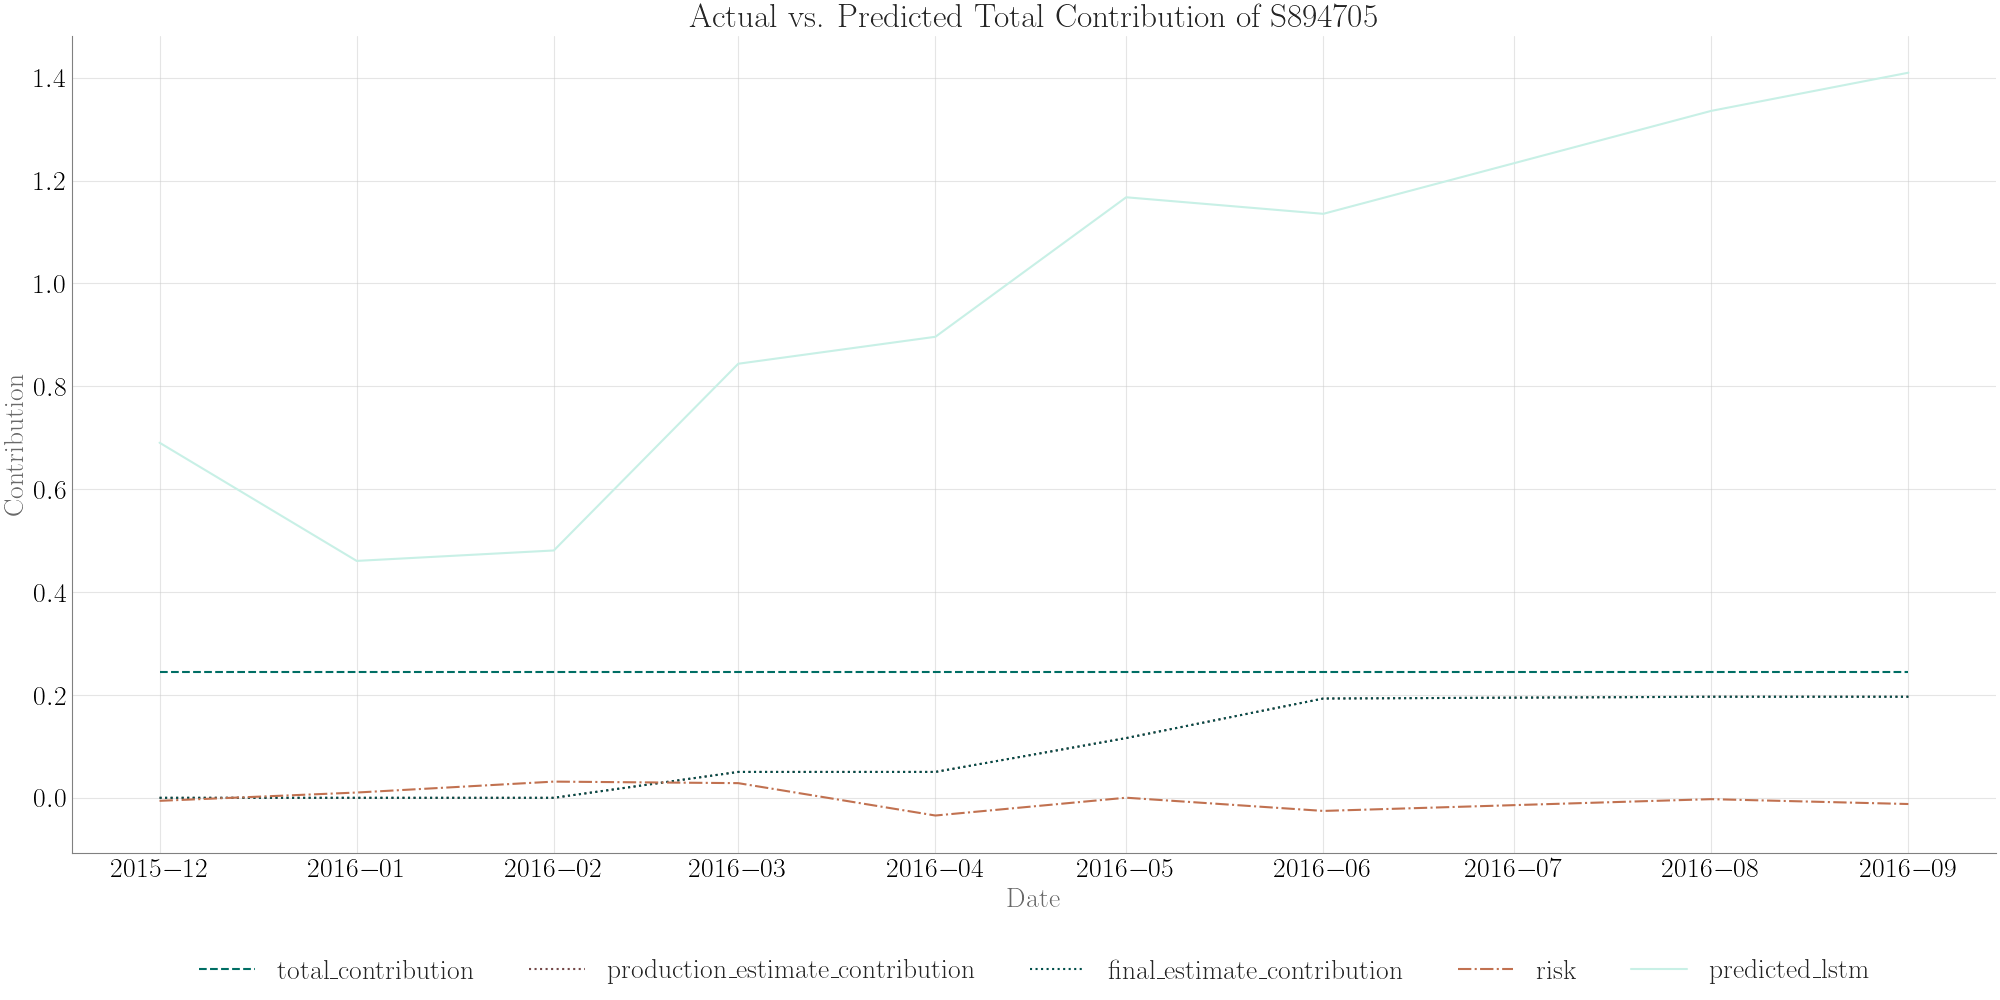 Actual vs. Predicted Total Contribution of S894705
1.4
1.2
1.0
0.8
0.6
0.4
0.2
0.0
Contribution
2015−12 2016−01 2016−02 2016−03 2016−04 2016−05 2016−06 2016−07 2016−08 2016−09
Date
total_contribution production_estimate_contribution final_estimate_contribution risk predicted_lstm